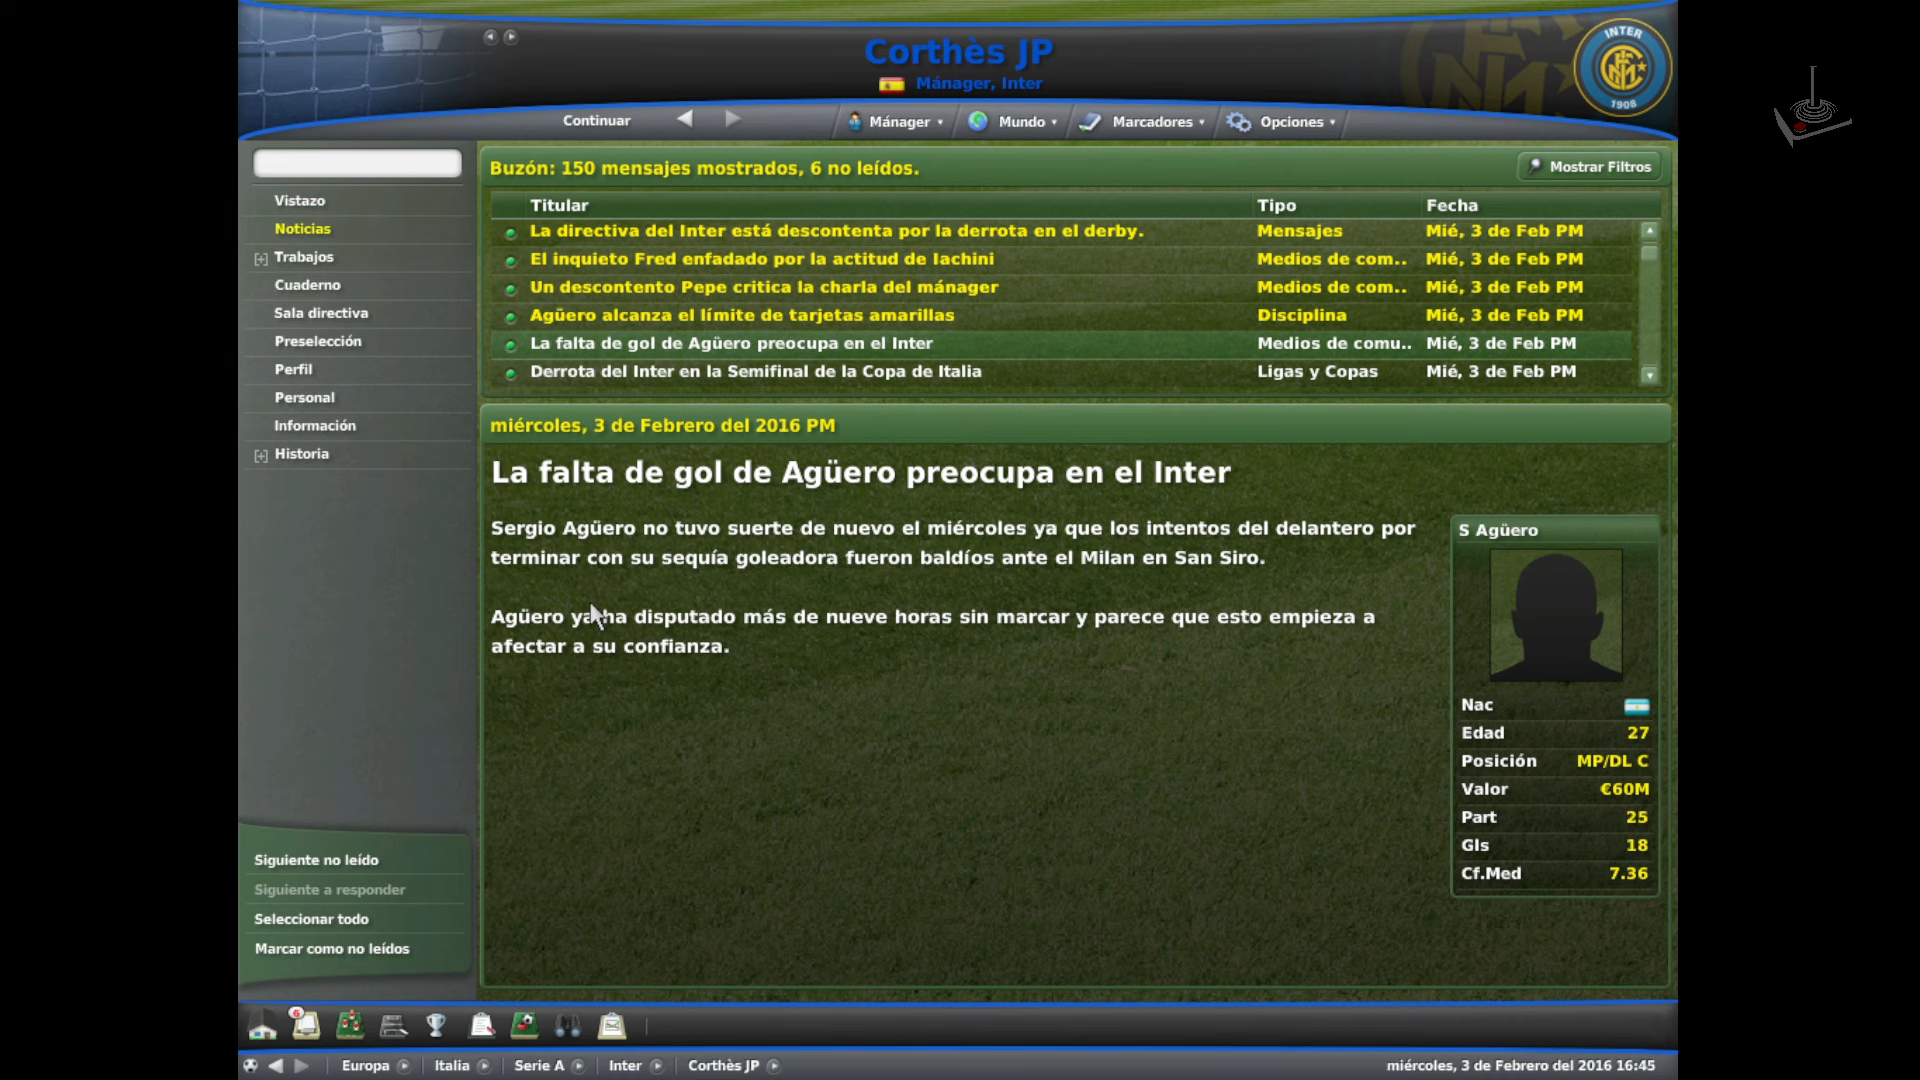 Corthès JP
Mánager, Inter
INTER
1908
Continuar
Mánager
Mundo
Marcadores
Opciones
Vistazo
Noticias
Trabajos
Cuaderno
Sala directiva
Preselección
Perfil
Personal
Información
Historia
Siguiente no leído
Siguiente a responder
Seleccionar todo
Marcar como no leídos
Buzón: 150 mensajes mostrados, 6 no leídos.
Mostrar Filtros
Titular Tipo Fecha
La directiva del Inter está descontenta por la derrota en el derby. Mensajes Mié, 3 de Feb PM
El inquieto Fred enfadado por la actitud de Iachini Medios de com.. Mié, 3 de Feb PM
Un descontento Pepe critica la charla del mánager Medios de com.. Mié, 3 de Feb PM
Agüero alcanza el límite de tarjetas amarillas Disciplina Mié, 3 de Feb PM
La falta de gol de Agüero preocupa en el Inter Medios de comu.. Mié, 3 de Feb PM
Derrota del Inter en la Semifinal de la Copa de Italia Ligas y Copas Mié, 3 de Feb PM
miércoles, 3 de Febrero del 2016 PM
La falta de gol de Agüero preocupa en el Inter
Sergio Agüero no tuvo suerte de nuevo el miércoles ya que los intentos del delantero por
terminar con su sequía goleadora fueron baldíos ante el Milan en San Siro.
Agüero ya ha disputado más de nueve horas sin marcar y parece que esto empieza a
afectar a su confianza.
S Agüero
Nac
Edad 27
Posición MP/DL C
Valor €60M
Part 25
Gls 18
Cf.Med 7.36
6
Europa
Italia
Serie A
Inter
Corthès JP
miércoles, 3 de Febrero del 2016 16:45